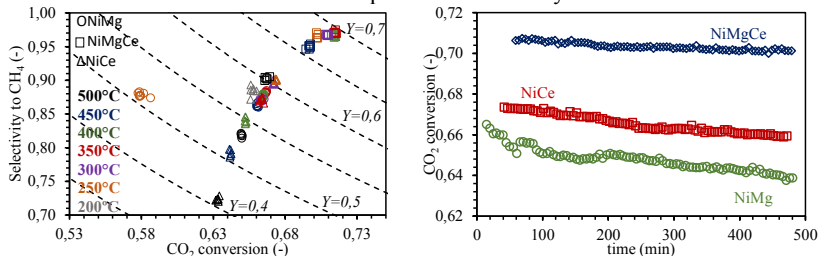 1,00
0,95
0,90
0,85
0,80
0,75
0,70
Selectivity to CH4 (-)
ONiMg
□NiMgCe
ΔNiCe
500°C
450°C
400°C
350°C
300°C
250°C
200°C
Y=0,7
Y=0,6
Y=0,5
Y=0,4
0,53
0,58
0,63
0,68
0,73
CO2 conversion (-)
0,72
0,70
0,68
0,66
0,64
0,62
CO2 conversion (-)
NiMgCe
NiCe
NiMg
0
100
200
300
400
500
time (min)